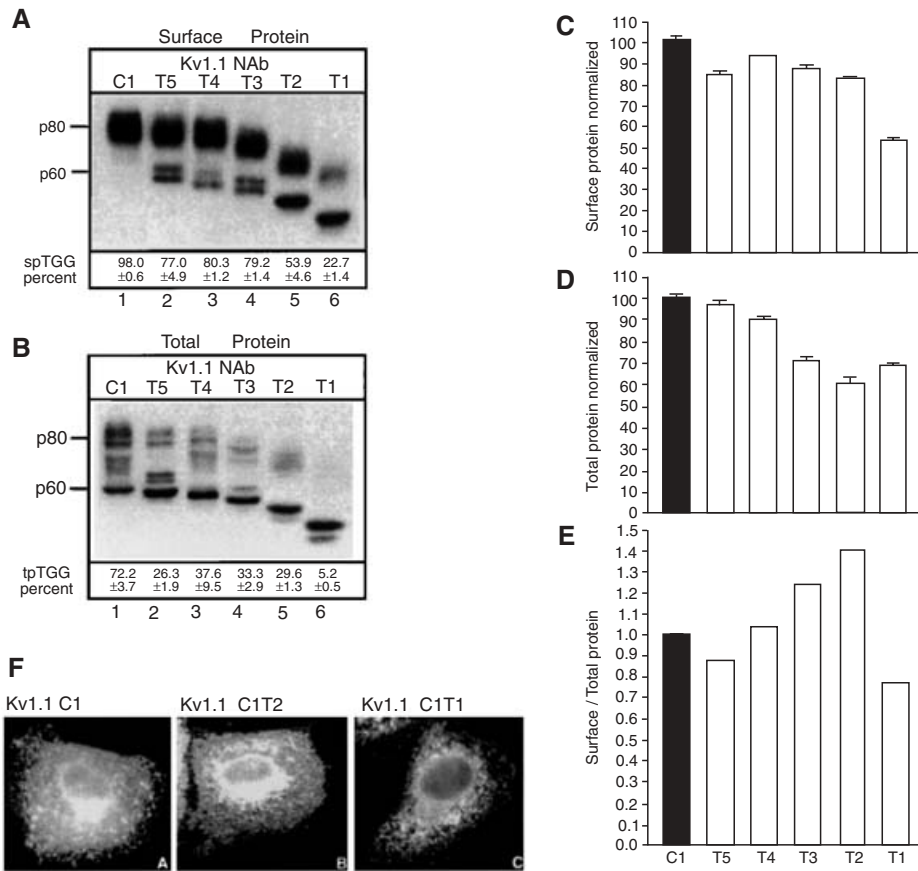 A
Surface Protein
Kv1.1 NAb
C1 T5 T4 T3 T2 T1
p80
p60
spTGG percent
98.0 77.0 80.3 79.2 53.9 22.7
±0.6 ±4.9 ±1.2 ±1.4 ±4.6 ±1.4
1 2 3 4 5 6
B
Total Protein
Kv1.1 NAb
C1 T5 T4 T3 T2 T1
p80
p60
tpTGG percent
72.2 26.3 37.6 33.3 29.6 5.2
±3.7 ±1.9 ±9.5 ±2.9 ±1.3 ±0.5
1 2 3 4 5 6
F
Kv1.1 C1
Kv1.1 C1T2
Kv1.1 C1T1
A
B
C
C
Surface protein normalized
110
100
90
80
70
60
50
40
30
20
10
0
D
Total protein normalized
110
100
90
80
70
60
50
40
30
20
10
0
E
Surface / Total protein
1.5
1.4
1.3
1.2
1.1
1.0
0.9
0.8
0.7
0.6
0.5
0.4
0.3
0.2
0.1
0.0
C1 T5 T4 T3 T2 T1